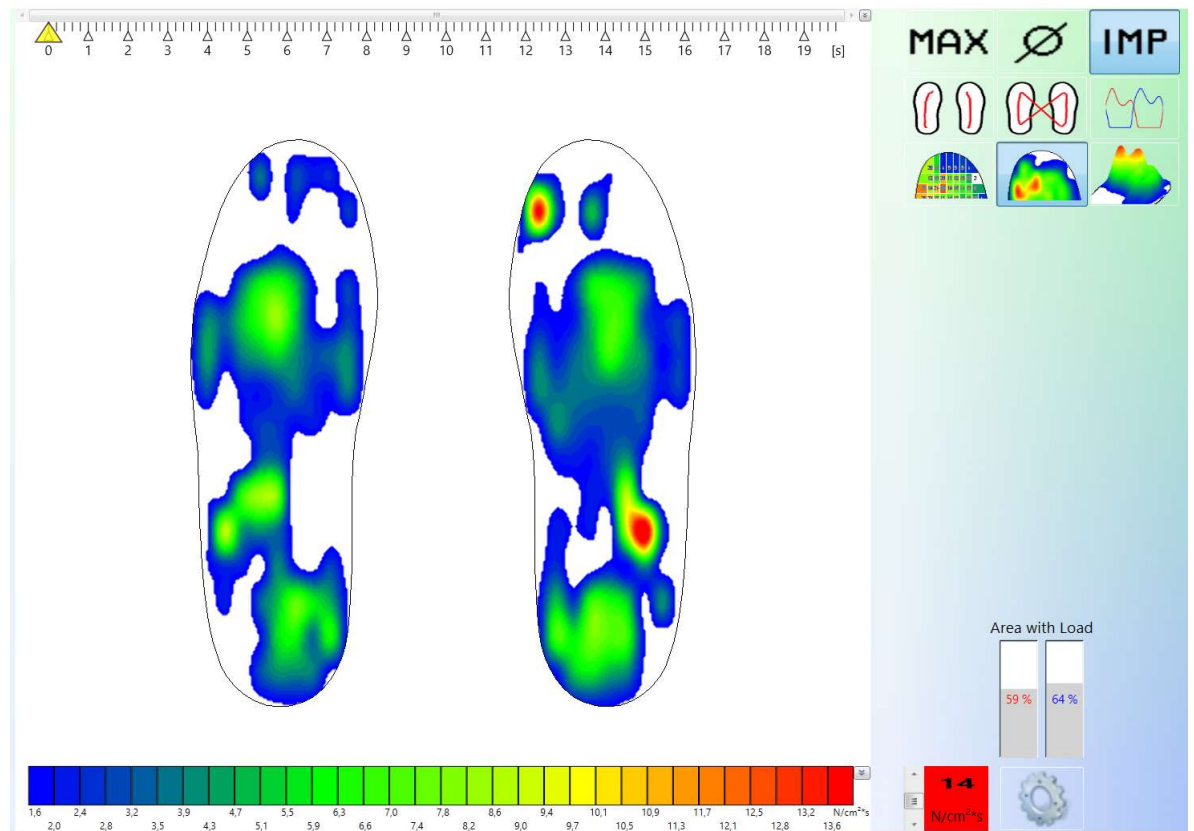 0 1 2 3 4 5 6 7 8 9 10 11 12 13 14 15 16 17 18 19 [s]
MAX Ø IMP
Area with Load
59 % 64 %
1,6 2,4 3,2 3,9 4,7 5,5 6,3 7,0 7,8 8,6 9,4 10,1 10,9 11,7 12,5 13,2 N/cm²*s
2,0 2,8 3,5 4,3 5,1 5,9 6,6 7,4 8,2 9,0 9,7 10,5 11,3 12,1 12,8 13,6
14
N/cm²*s